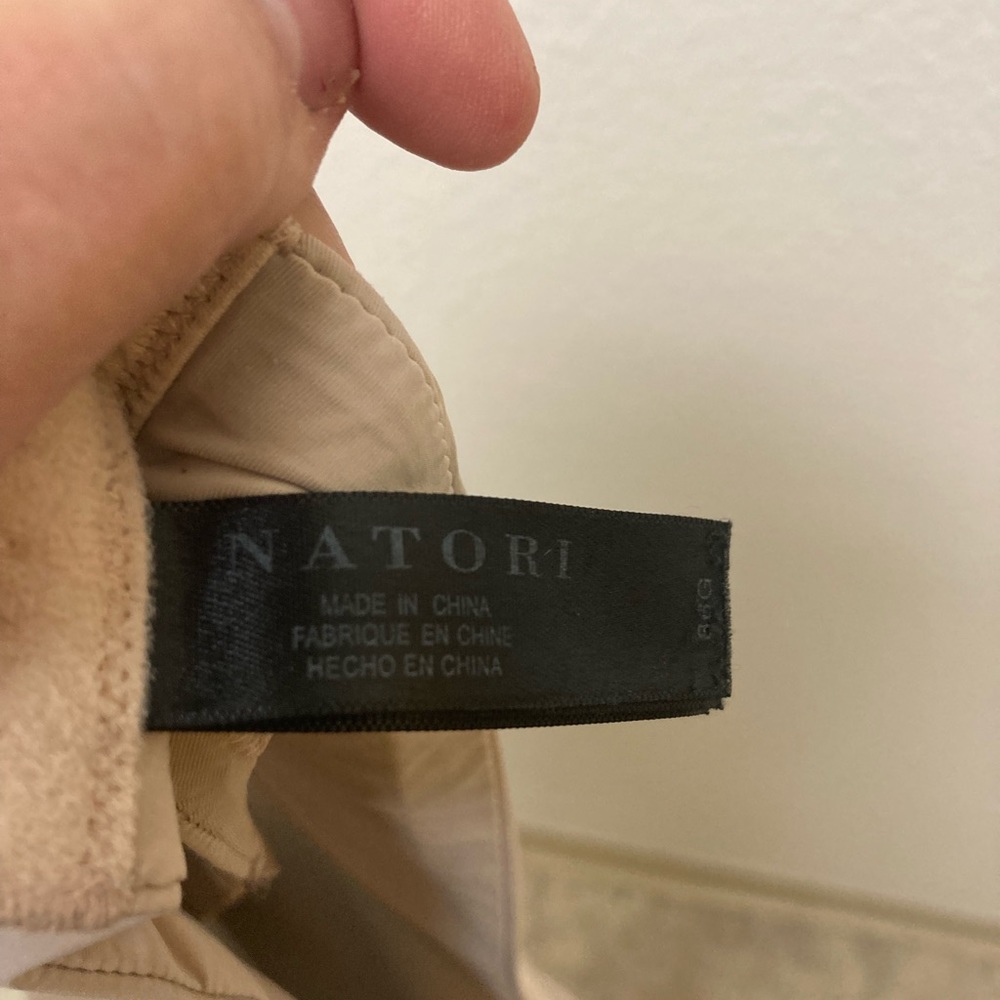 NATORI
MADE IN CHINA
FABRIQUE EN CHINE
HECHO EN CHINA